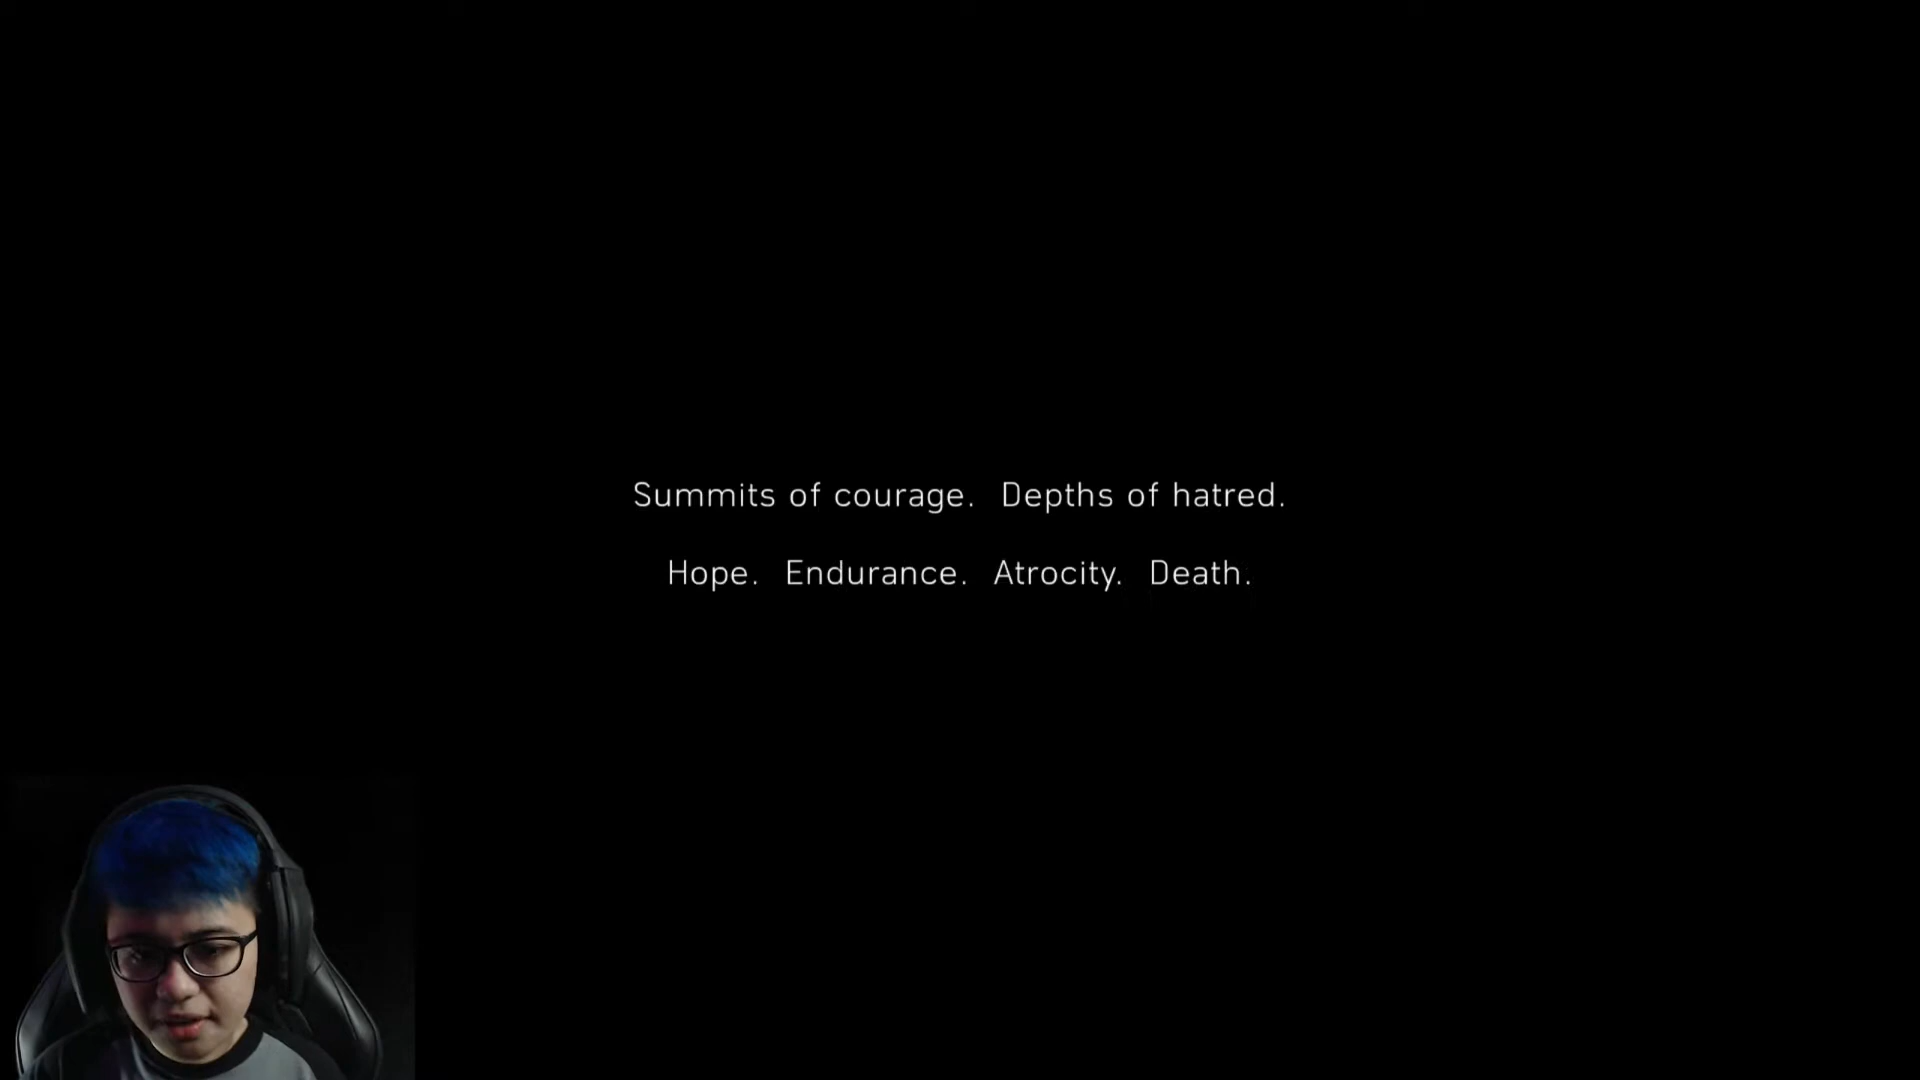 Summits of courage. Depths of hatred.
Hope. Endurance. Atrocity. Death.